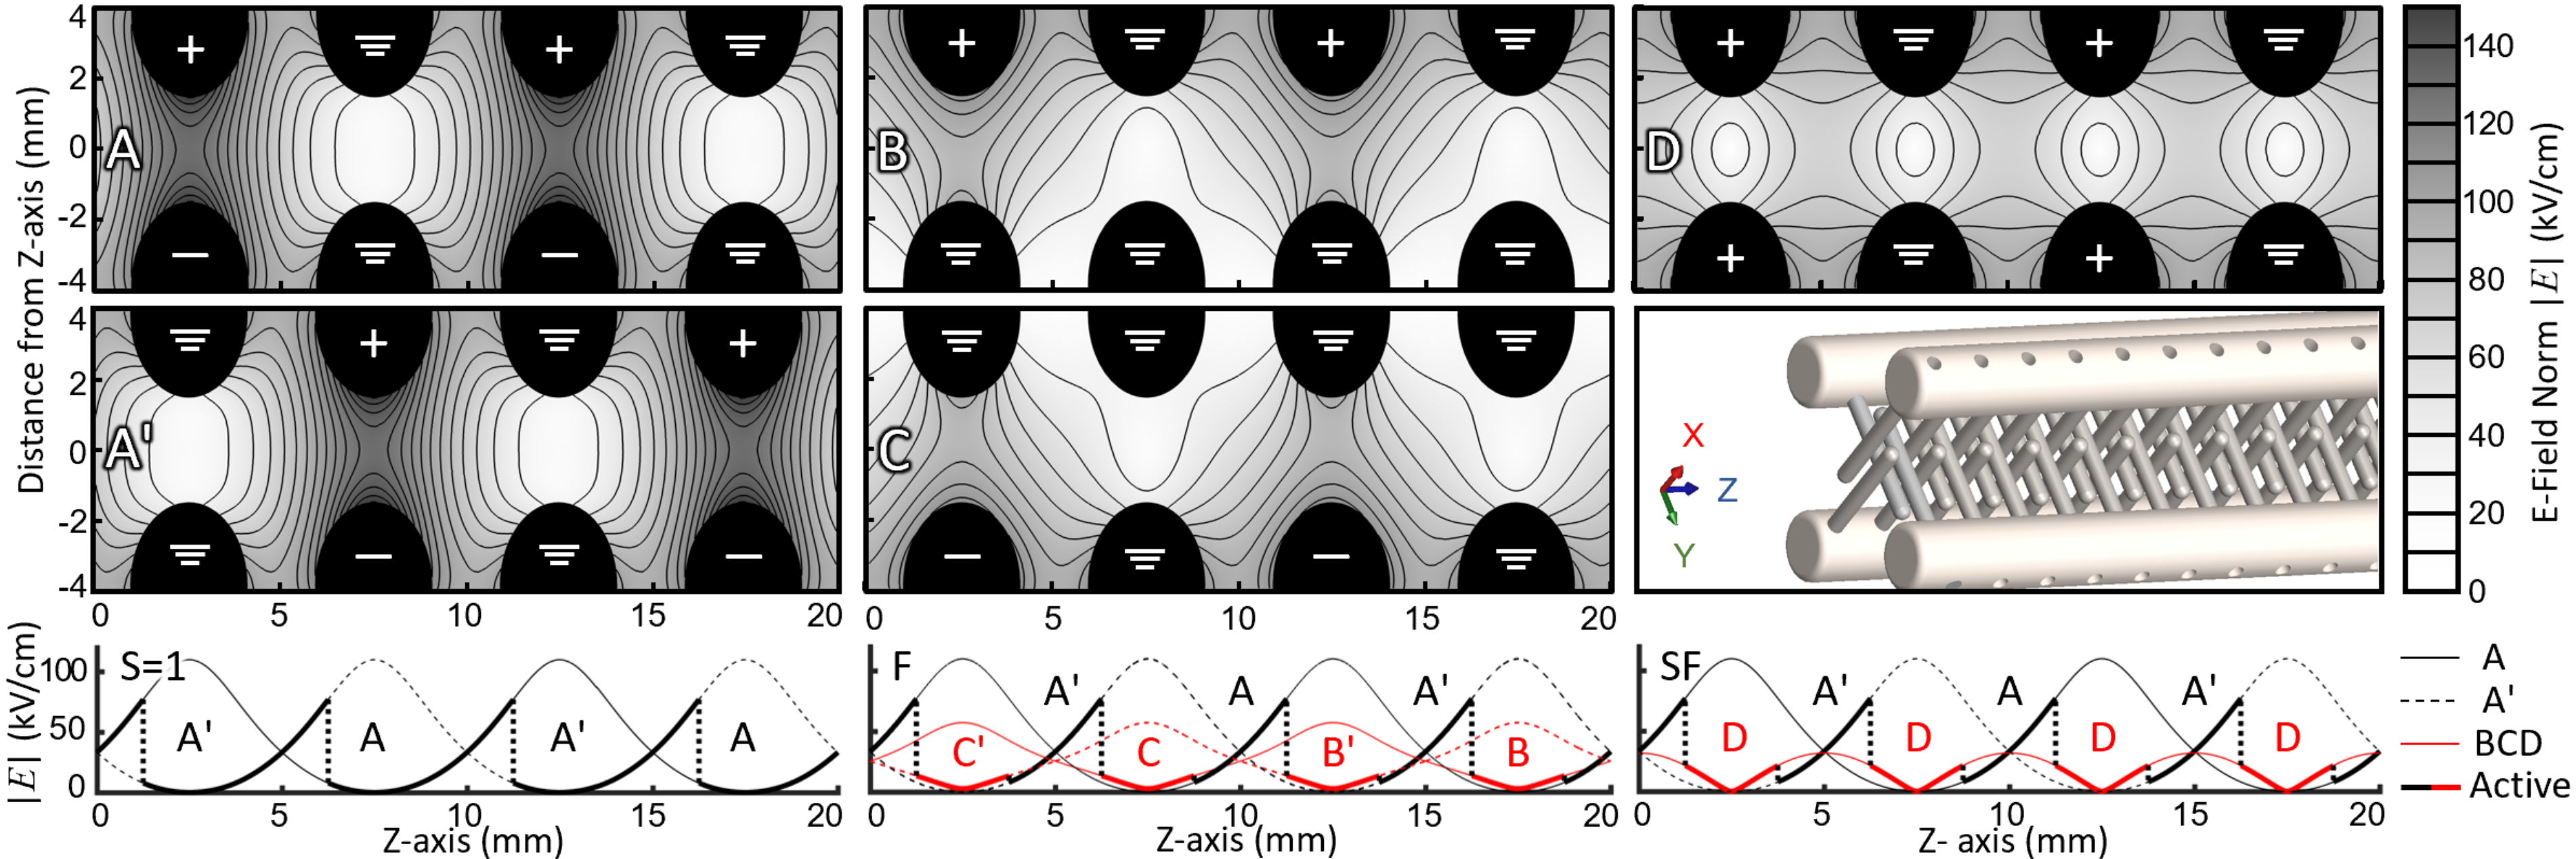 Distance from Z-axis (mm)
4
2
0
-2
-4
A
+
+
−
−
B
+
+
D
+
+
+
+
4
2
0
-2
-4
A'
+
+
−
−
0
5
10
15
20
C
−
−
0
5
10
15
20
X
Y
Z
140
120
100
80
60
40
20
0
E-Field Norm |E| (kV/cm)
|E| (kV/cm)
100
50
0
S=1
A'
A
A'
A
0
5
10
15
20
Z-axis (mm)
F
A'
A
A'
C'
C
B'
B
0
5
10
15
20
Z-axis (mm)
SF
A'
A
A'
D
D
D
D
0
5
10
15
20
Z- axis (mm)
A
A'
BCD
Active